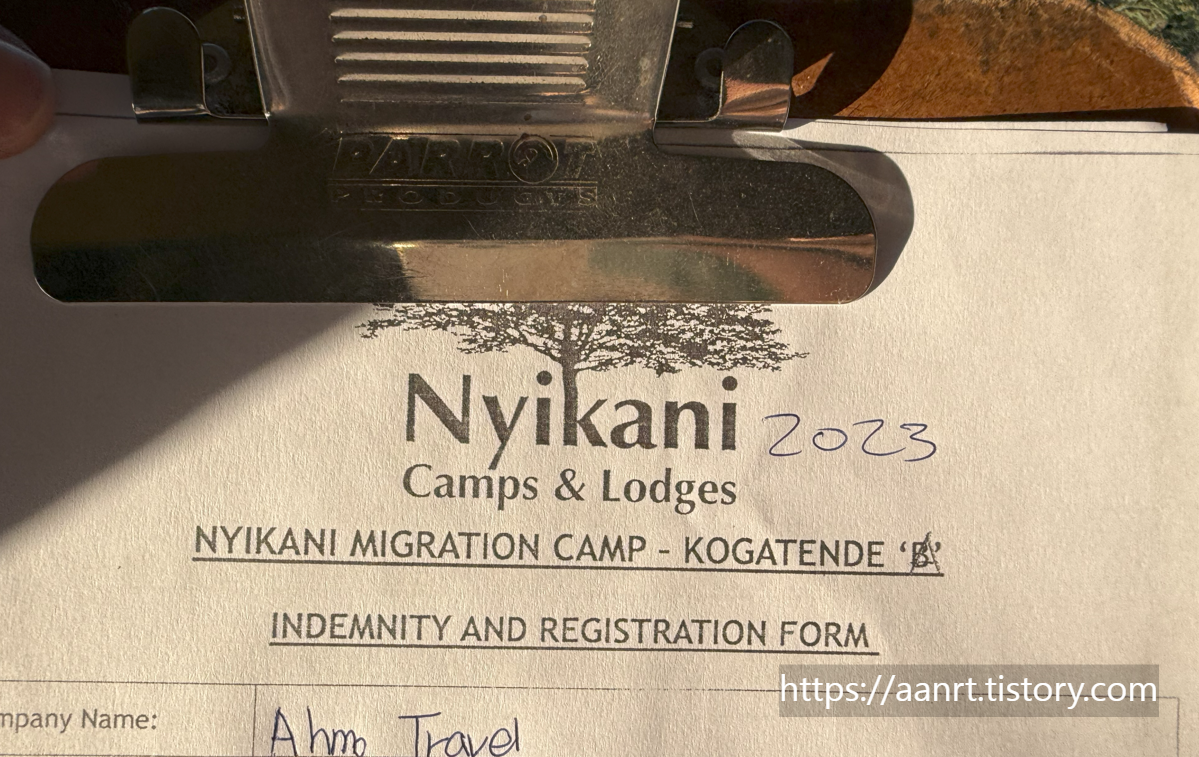 PARROT
PRODUCTS
Nyikani 2023
Camps & Lodges
NYIKANI MIGRATION CAMP - KOGATENDE ‘A’
INDEMNITY AND REGISTRATION FORM
mpany Name: Ahmo Travel
https://aanrt.tistory.com